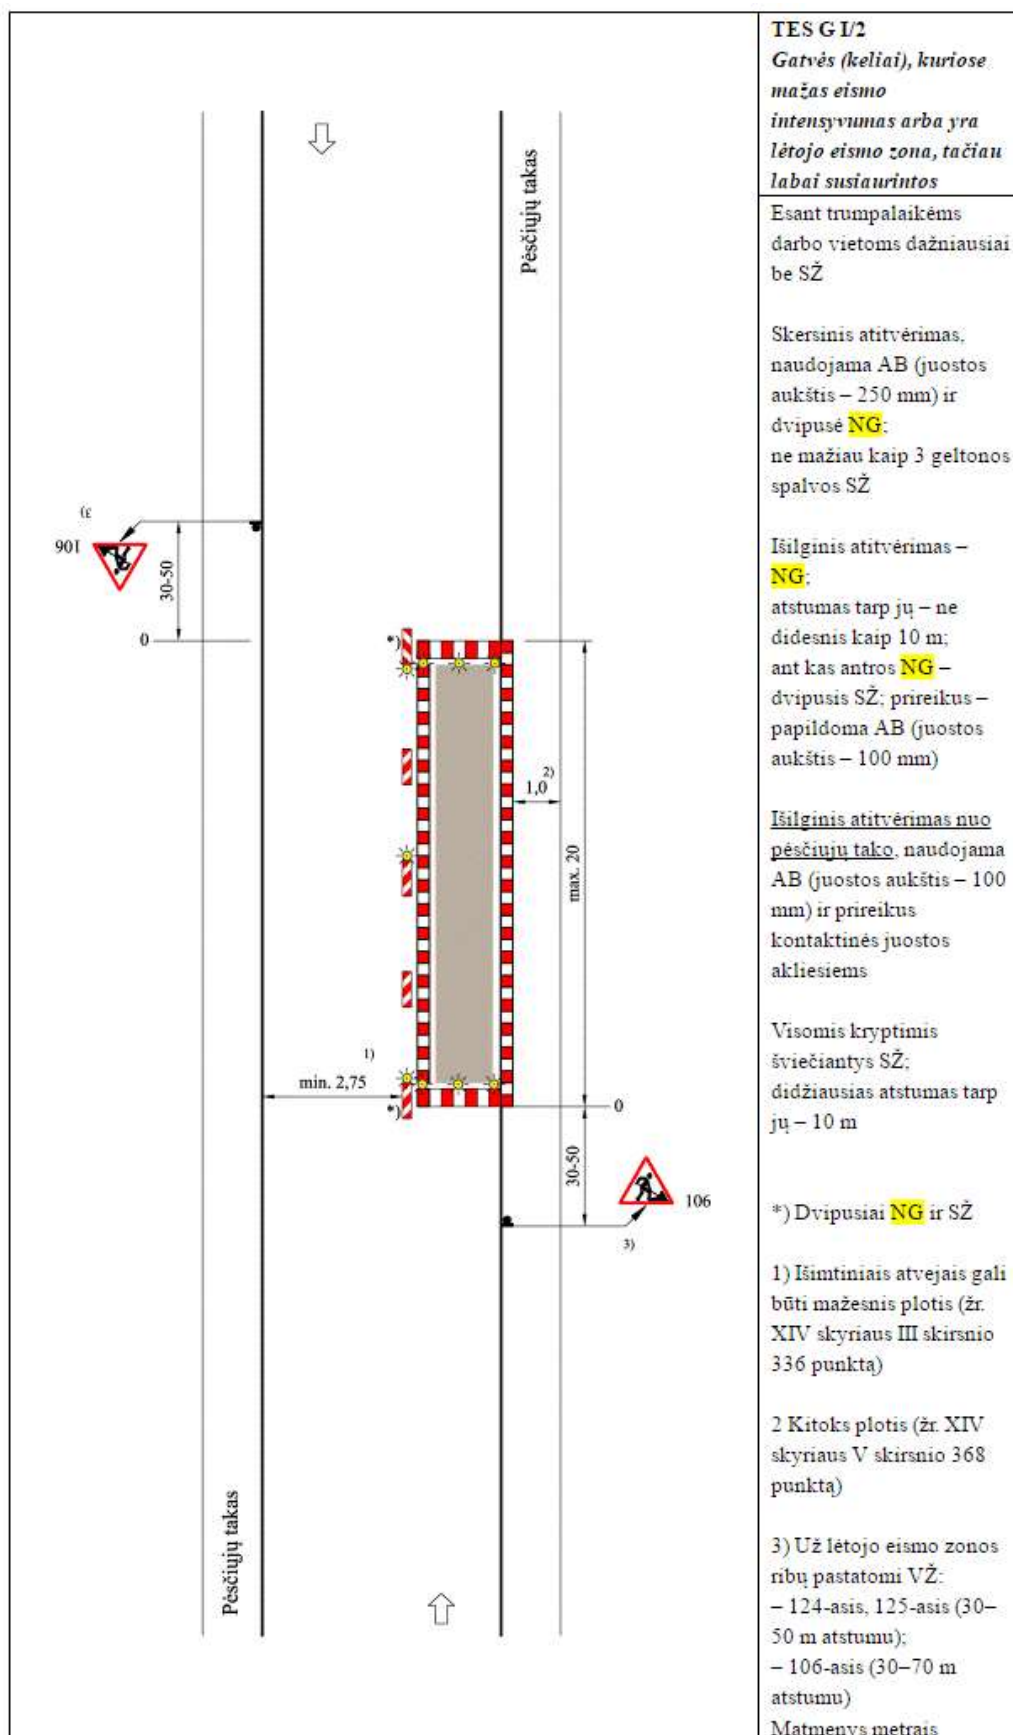 TES G I/2
Gatvės (keliai), kuriose
mažas eismo
intensyvumas arba yra
lėtojo eismo zona, tačiau
labai susiaurintos
Esant trumpalaikėms
darbo vietoms dažniausiai
be SŽ
Skersinis atitvėrimas,
naudojama AB (juostos
aukštis – 250 mm) ir
dvipusė NG;
ne mažiau kaip 3 geltonos
spalvos SŽ
Išilginis atitvėrimas –
NG;
atstumas tarp jų – ne
didesnis kaip 10 m;
ant kas antros NG –
dvipusis SŽ; prireikus –
papildoma AB (juostos
aukštis – 100 mm)
Išilginis atitvėrimas nuo
pėsčiųjų tako, naudojama
AB (juostos aukštis – 100
mm) ir prireikus
kontaktinės juostos
akliesiems
Visomis kryptimis
šviečiantys SŽ;
didžiausias atstumas tarp
jų – 10 m
*) Dvipusiai NG ir SŽ
1) Išimtiniais atvejais gali
būti mažesnis plotis (žr.
XIV skyriaus III skirsnio
336 punktą)
2 Kitoks plotis (žr. XIV
skyriaus V skirsnio 368
punktą)
3) Už lėtojo eismo zonos
ribų pastatomi VŽ:
– 124-asis, 125-asis (30–
50 m atstumu);
– 106-asis (30–70 m
atstumu)
Matmenys metrais
Pėsčiųjų takas
3)
106
30-50
0
*)
2)
1,0
max. 20
1)
min. 2,75
*)
0
30-50
106
3)
Pėsčiųjų takas